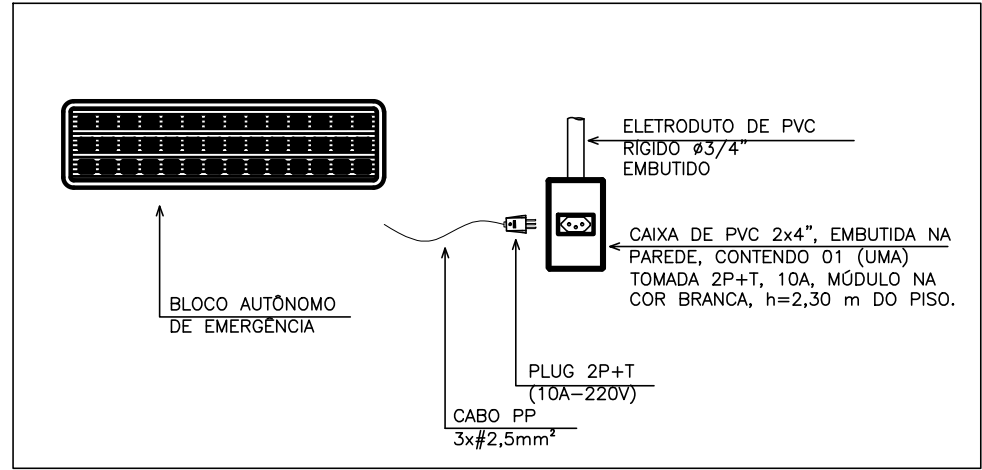 ELETRODUTO DE PVC
RÍGIDO ø3/4"
EMBUTIDO
CAIXA DE PVC 2x4", EMBUTIDA NA
PAREDE, CONTENDO 01 (UMA)
TOMADA 2P+T, 10A, MÚDULO NA
COR BRANCA, h=2,30 m DO PISO.
BLOCO AUTÔNOMO
DE EMERGÊNCIA
PLUG 2P+T
(10A-220V)
CABO PP
3x#2,5mm²